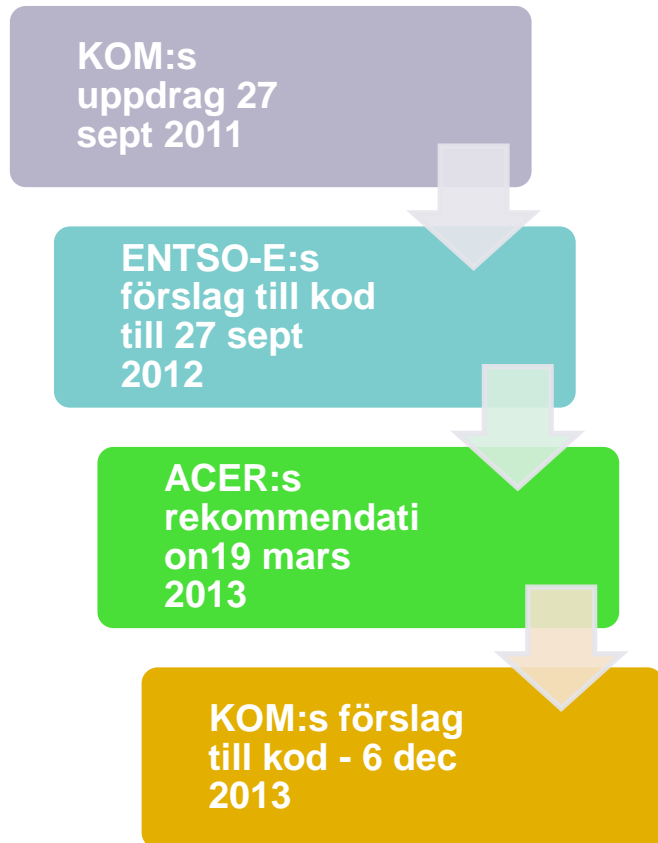 KOM:s
uppdrag 27
sept 2011
ENTSO-E:s
förslag till kod
till 27 sept
2012
ACER:s
rekommendati
on19 mars
2013
KOM:s förslag
till kod - 6 dec
2013